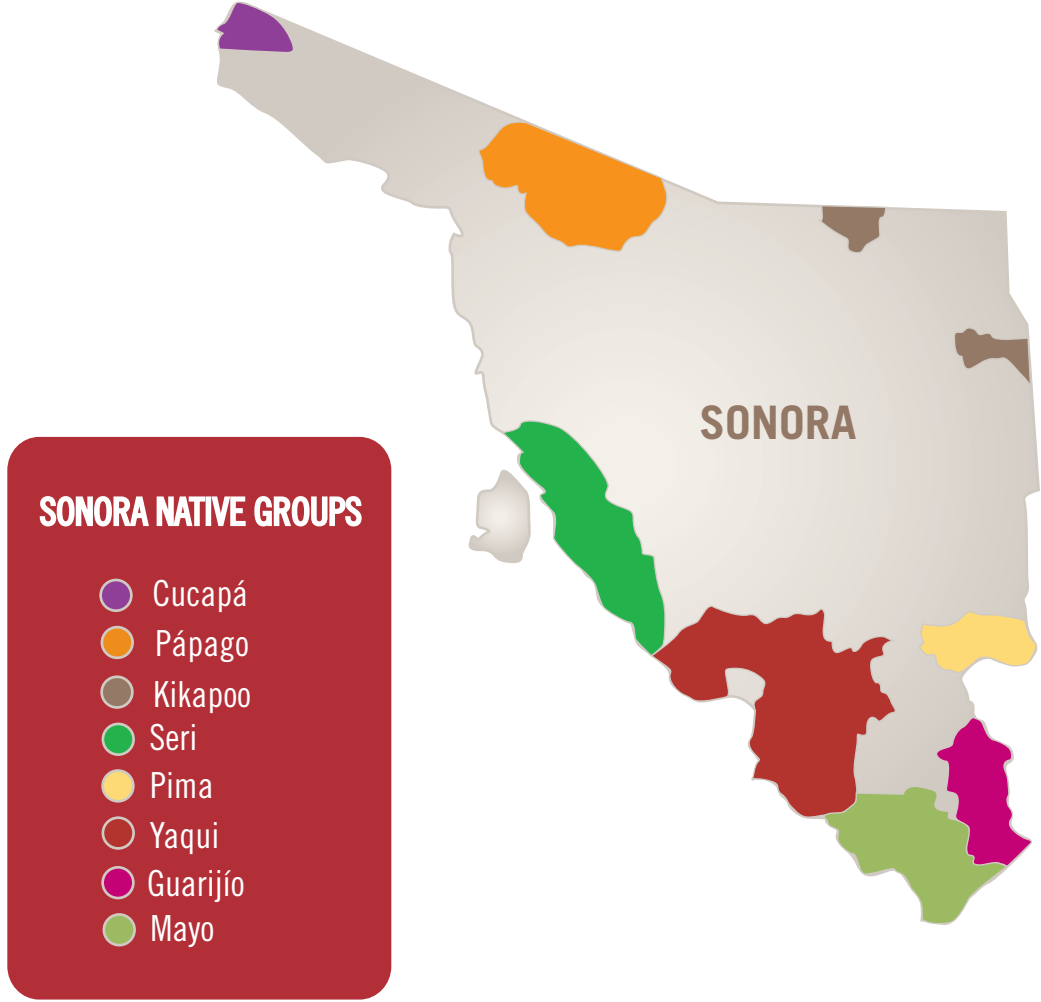 SONORA
SONORA NATIVE GROUPS
Cucapá
Pápago
Kikapoo
Seri
Pima
Yaqui
Guarijío
Mayo